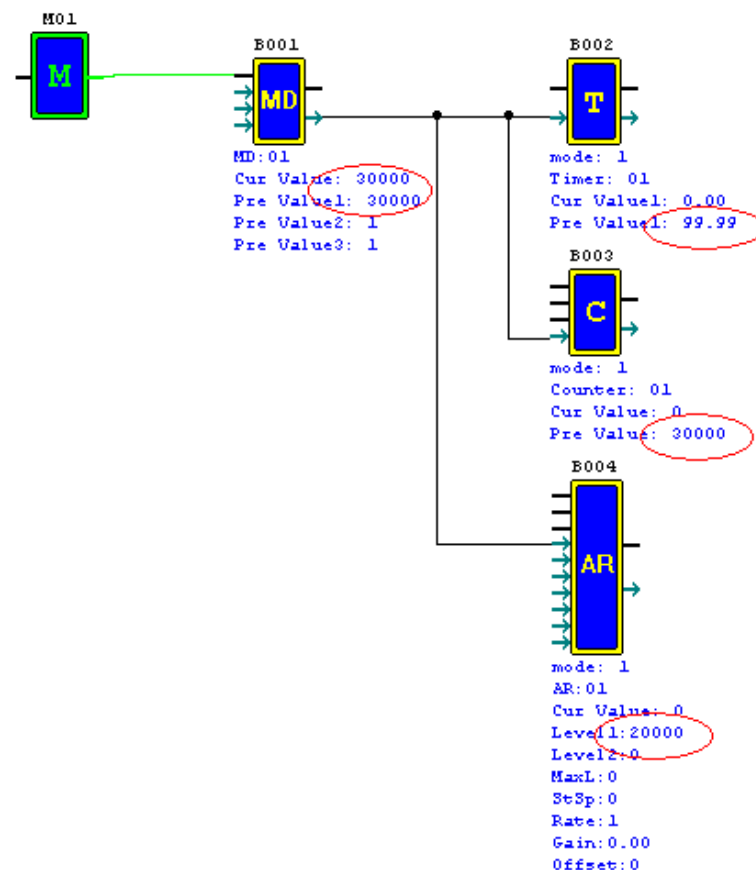 M01
M
B001
MD
MD:01
Cur Value: 30000
Pre Value1: 30000
Pre Value2: 1
Pre Value3: 1
B002
T
mode: 1
Timer: 01
Cur Value1: 0.00
Pre Value1: 99.99
B003
C
mode: 1
Counter: 01
Cur Value: 0
Pre Value: 30000
B004
AR
mode: 1
AR:01
Cur Value: 0
Level1:20000
Level2:0
MaxL:0
StSp:0
Rate:1
Gain:0.00
Offset:0